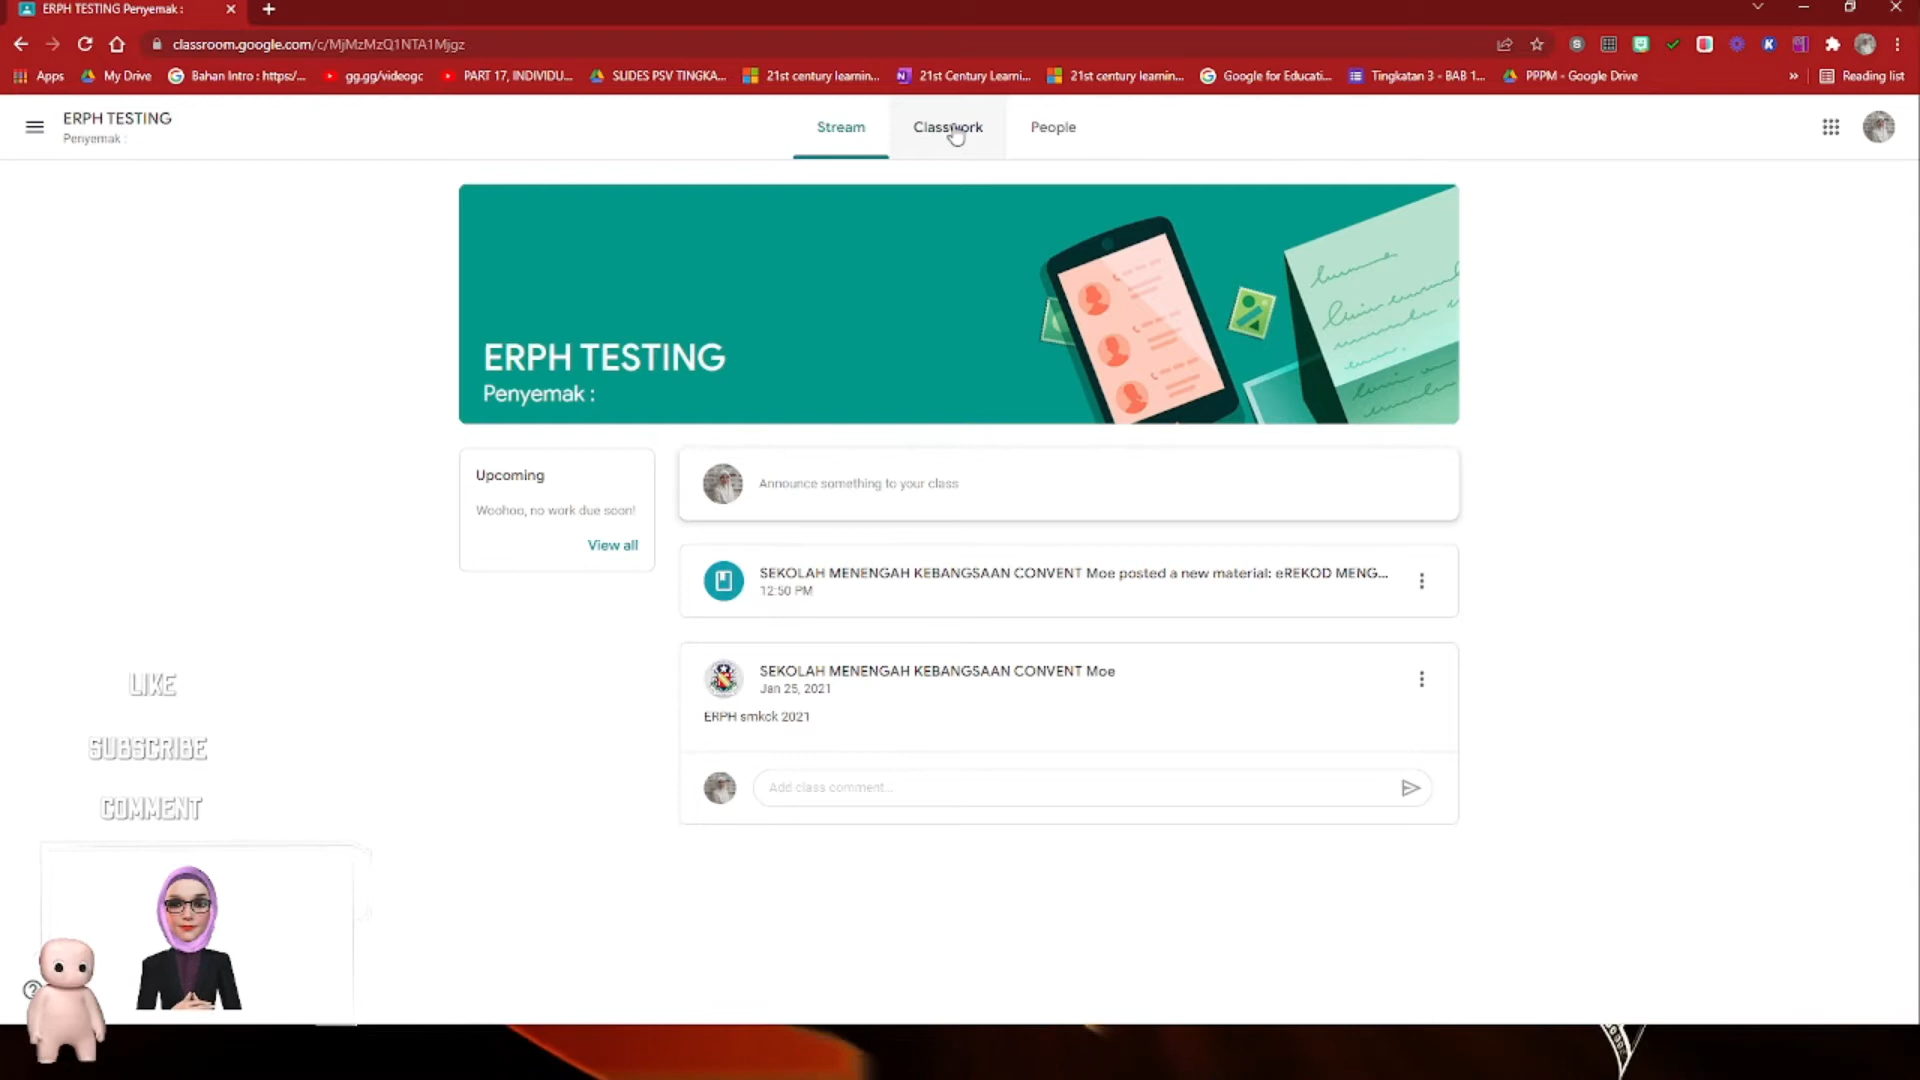 ERPH TESTING Penyemak :
classroom.google.com/c/MjMzMzQ1NTA1Mjgz
Apps My Drive Bahan Intro : https:/... gg.gg/videogc PART 17, INDIVIDU... SLIDES PSV TINGKA... 21st century learnin... 21st Century Learni... 21st century learnin... Google for Educati... Tingkatan 3 - BAB 1... PPPM - Google Drive » Reading list
ERPH TESTING
Penyemak :
Stream Classwork People
ERPH TESTING
Penyemak :
Upcoming
Woohoo, no work due soon!
View all
Announce something to your class
SEKOLAH MENENGAH KEBANGSAAN CONVENT Moe posted a new material: eREKOD MENG...
12:50 PM
SEKOLAH MENENGAH KEBANGSAAN CONVENT Moe
Jan 25, 2021
ERPH smkck 2021
Add class comment...
LIKE
SUBSCRIBE
COMMENT